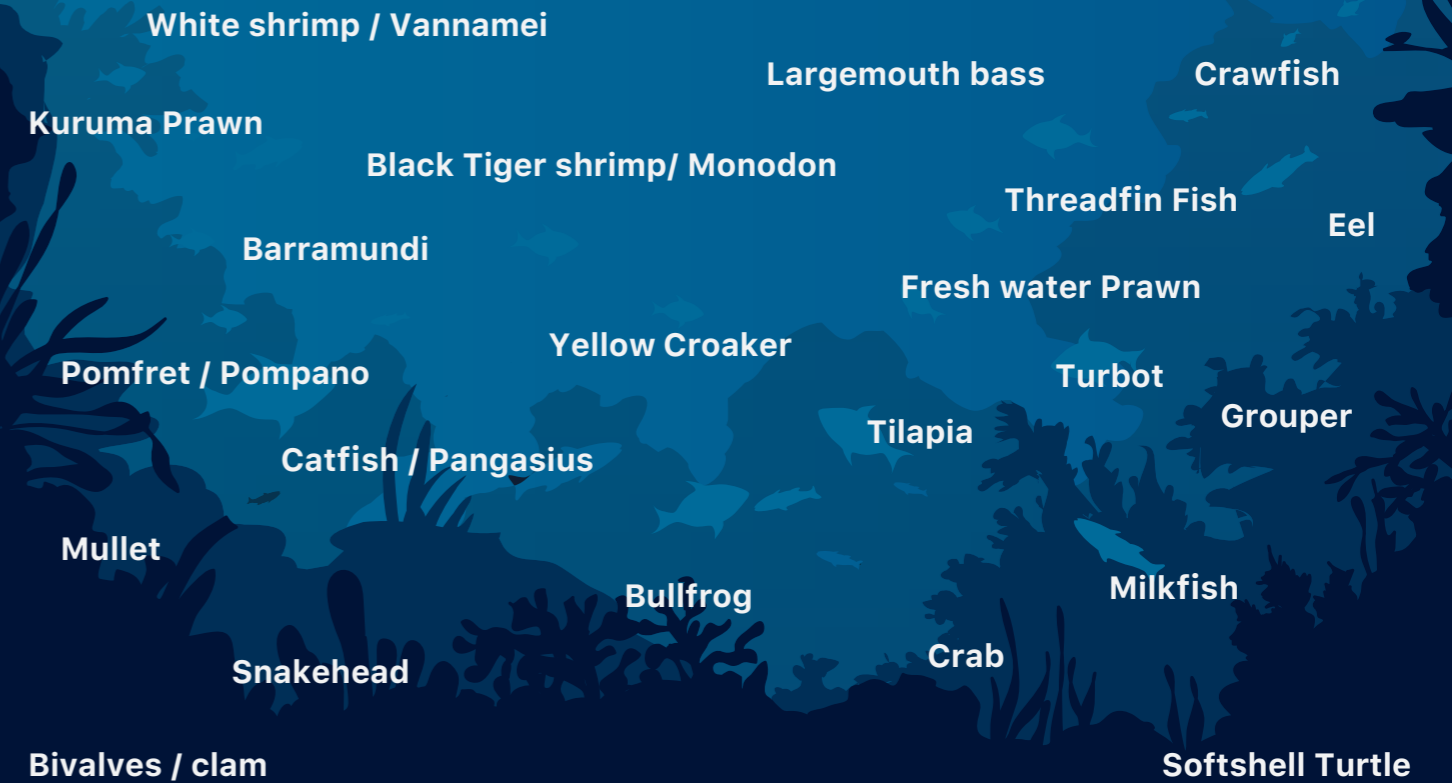 White shrimp / Vannamei
Largemouth bass
Crawfish
Kuruma Prawn
Black Tiger shrimp/ Monodon
Threadfin Fish
Eel
Barramundi
Fresh water Prawn
Yellow Croaker
Pomfret / Pompano
Turbot
Grouper
Tilapia
Catfish / Pangasius
Mullet
Milkfish
Bullfrog
Crab
Snakehead
Bivalves / clam
Softshell Turtle